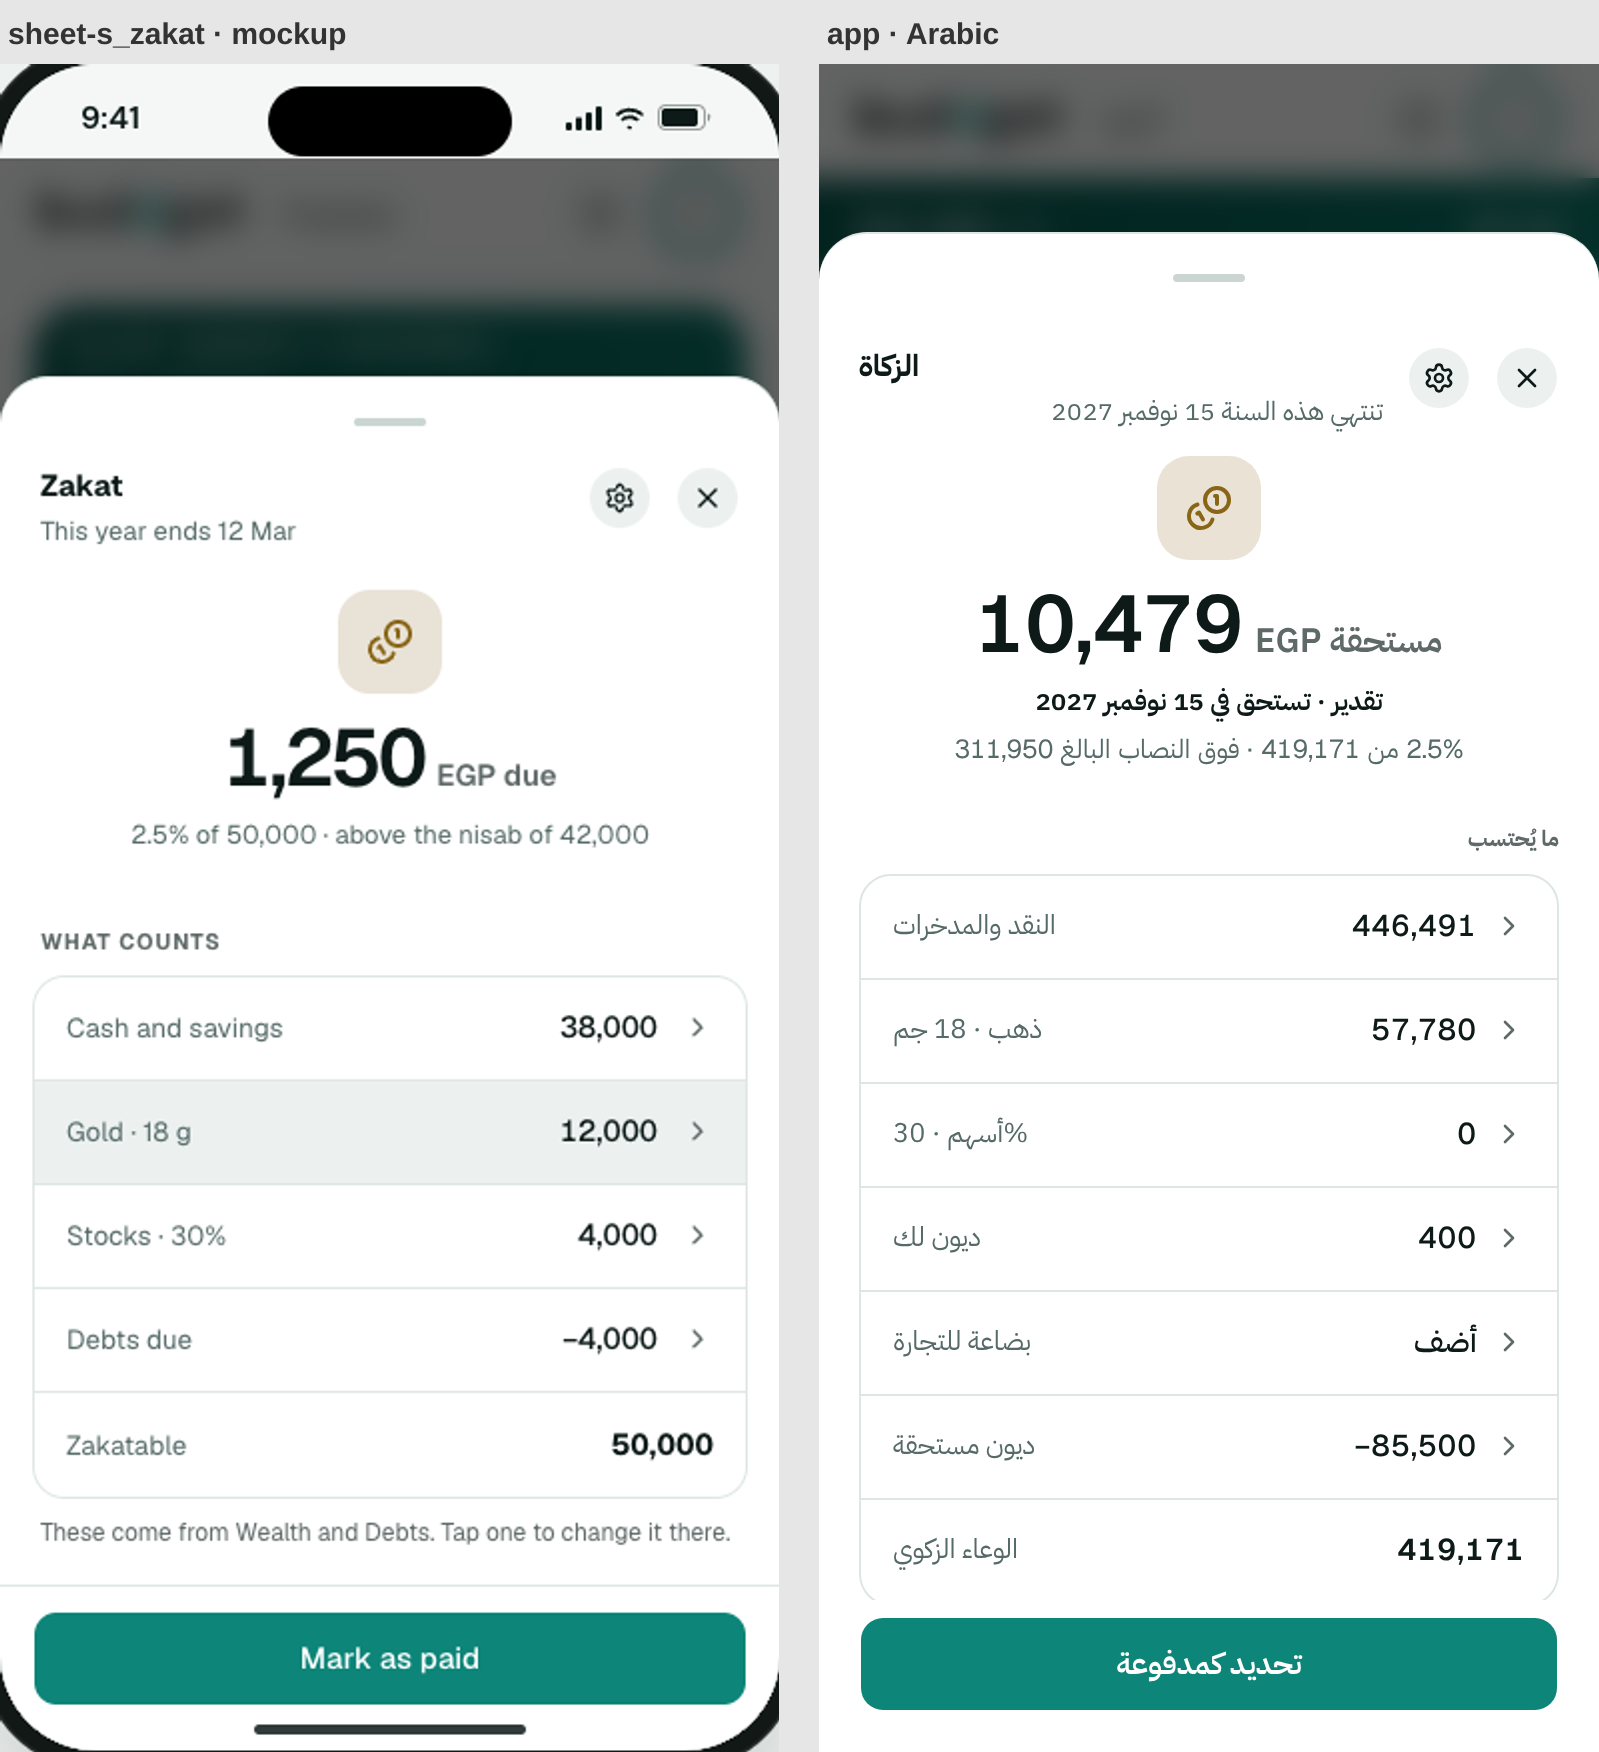 sheet-s_zakat · mockup
9:41
Zakat
This year ends 12 Mar
1,250 EGP due
2.5% of 50,000 · above the nisab of 42,000
WHAT COUNTS
Cash and savings 38,000
Gold · 18 g 12,000
Stocks · 30% 4,000
Debts due −4,000
Zakatable 50,000
These come from Wealth and Debts. Tap one to change it there.
Mark as paid
app · Arabic
الزكاة
تنتهي هذه السنة 15 نوفمبر 2027
10,479 EGP مستحقة
تقدير · تستحق في 15 نوفمبر 2027
2.5% من 419,171 · فوق النصاب البالغ 311,950
ما يُحتسب
النقد والمدخرات 446,491
ذهب · 18 جم 57,780
أسهم · 30% 0
ديون لك 400
بضاعة للتجارة أضف
ديون مستحقة −85,500
الوعاء الزكوي 419,171
تحديد كمدفوعة